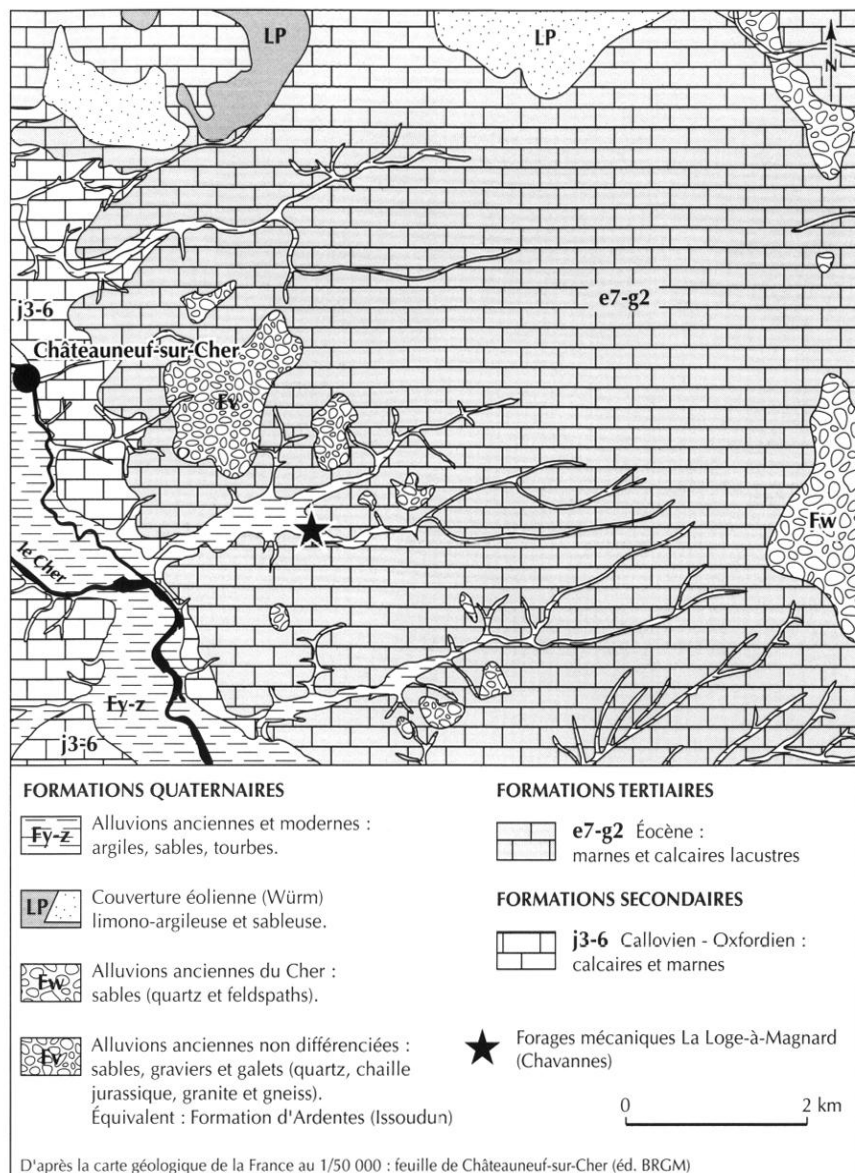 LP
LP
N
j3-6
e7-g2
Châteauneuf-sur-Cher
Fv
Fw
le Cher
Fy-z
j3-6
FORMATIONS QUATERNAIRES
Fy-z
Alluvions anciennes et modernes :
argiles, sables, tourbes.
LP
Couverture éolienne (Würm)
limono-argileuse et sableuse.
Fw
Alluvions anciennes du Cher :
sables (quartz et feldspaths).
Fv
Alluvions anciennes non différenciées :
sables, graviers et galets (quartz, chaille
jurassique, granite et gneiss).
Équivalent : Formation d'Ardentes (Issoudun)
FORMATIONS TERTIAIRES
e7-g2 Éocène :
marnes et calcaires lacustres
FORMATIONS SECONDAIRES
j3-6 Callovien - Oxfordien :
calcaires et marnes
Forages mécaniques La Loge-à-Magnard
(Chavannes)
0 2 km
D'après la carte géologique de la France au 1/50 000 : feuille de Châteauneuf-sur-Cher (éd. BRGM)